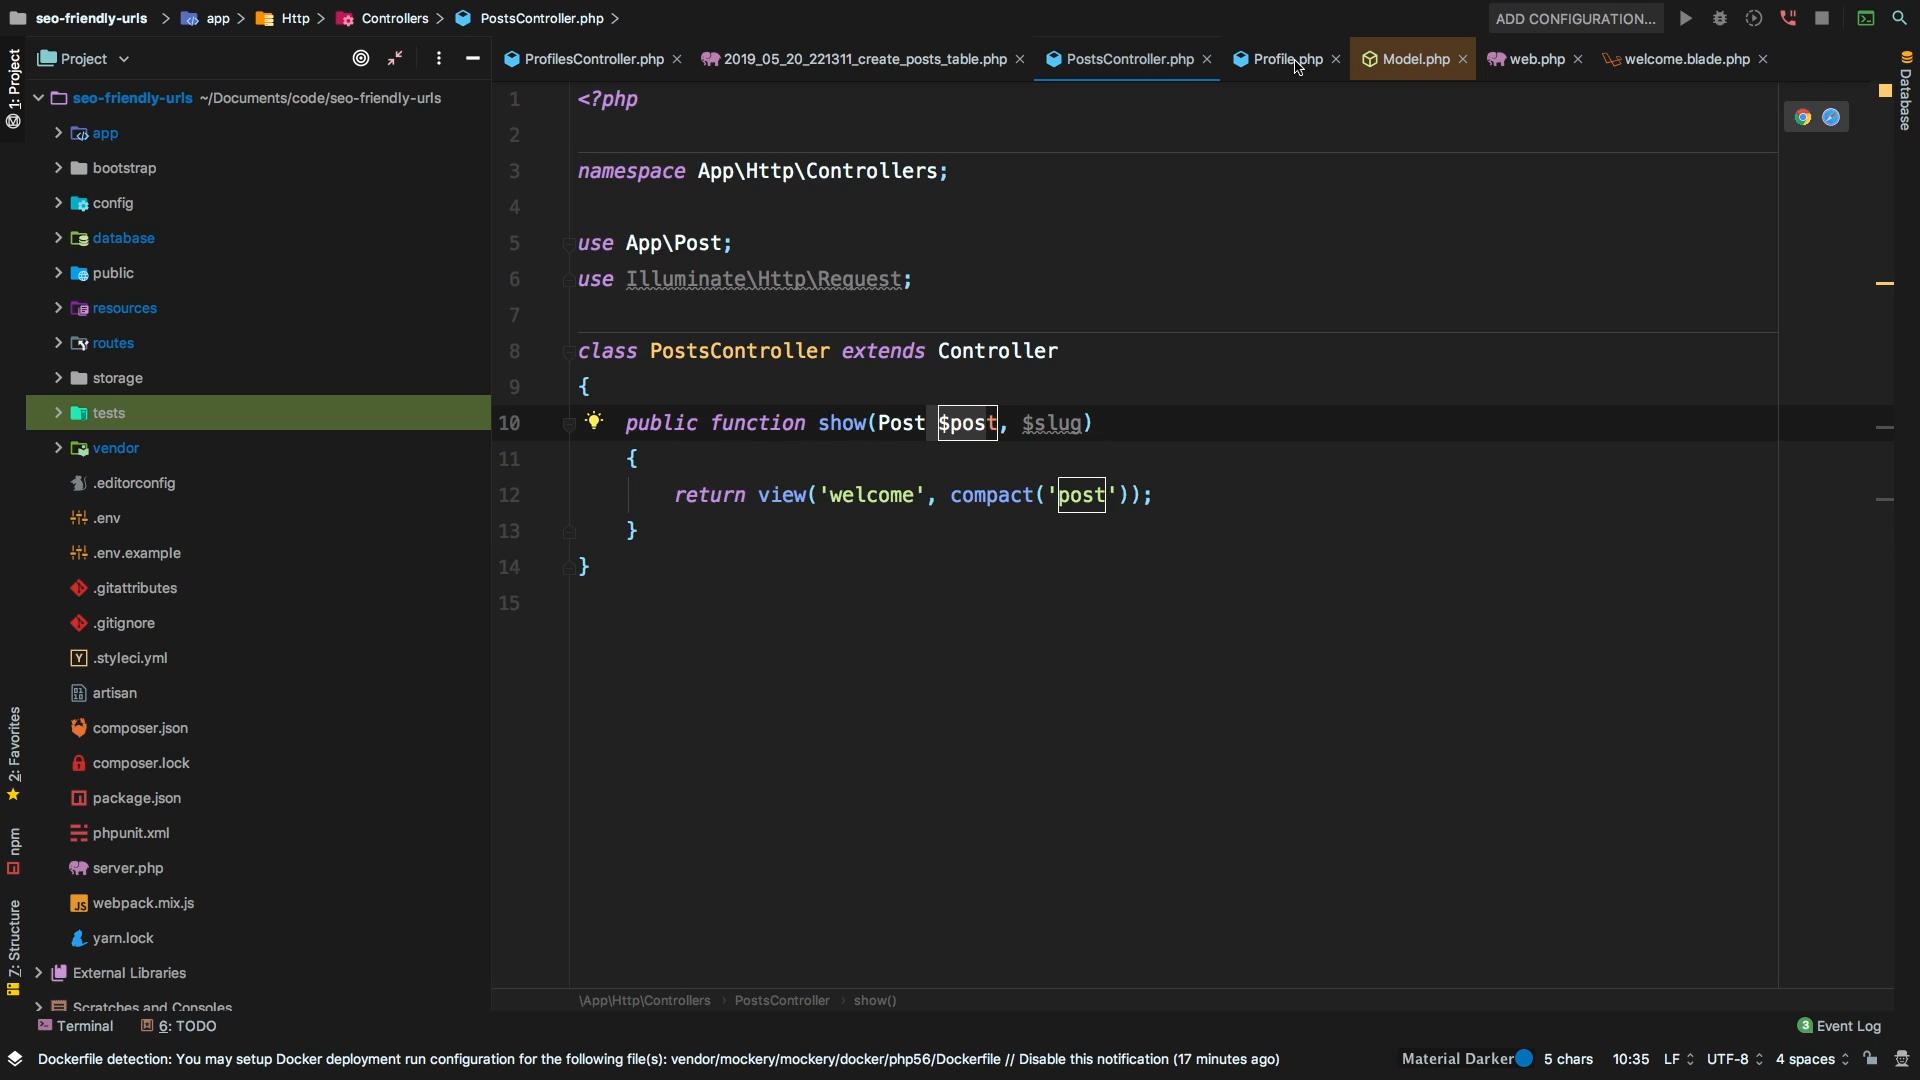 seo-friendly-urls app Http Controllers PostsController.php
ADD CONFIGURATION...
1: Project
Project
ProfilesController.php
2019_05_20_221311_create_posts_table.php
PostsController.php
Profile.php
Model.php
web.php
welcome.blade.php
Database
seo-friendly-urls ~/Documents/code/seo-friendly-urls
app
bootstrap
config
database
public
resources
routes
storage
tests
vendor
.editorconfig
.env
.env.example
.gitattributes
.gitignore
.styleci.yml
artisan
composer.json
composer.lock
package.json
phpunit.xml
server.php
webpack.mix.js
yarn.lock
External Libraries
Scratches and Consoles
2: Favorites
npm
7: Structure
1 <?php
2
3 namespace App\Http\Controllers;
4
5 use App\Post;
6 use Illuminate\Http\Request;
7
8 class PostsController extends Controller
9 {
10 public function show(Post $post, $slug)
11 {
12 return view('welcome', compact('post'));
13 }
14 }
15
\App\Http\Controllers PostsController show()
Terminal
6: TODO
3 Event Log
Dockerfile detection: You may setup Docker deployment run configuration for the following file(s): vendor/mockery/mockery/docker/php56/Dockerfile // Disable this notification (17 minutes ago)
Material Darker 5 chars 10:35 LF UTF-8 4 spaces